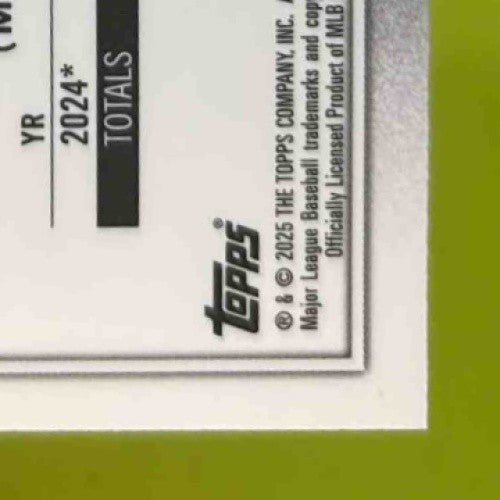 (M
YR
2024*
TOTALS
TOPPS®
® & © 2025 THE TOPPS COMPANY, INC.
Major League Baseball trademarks and
Officially Licensed Product of MLB